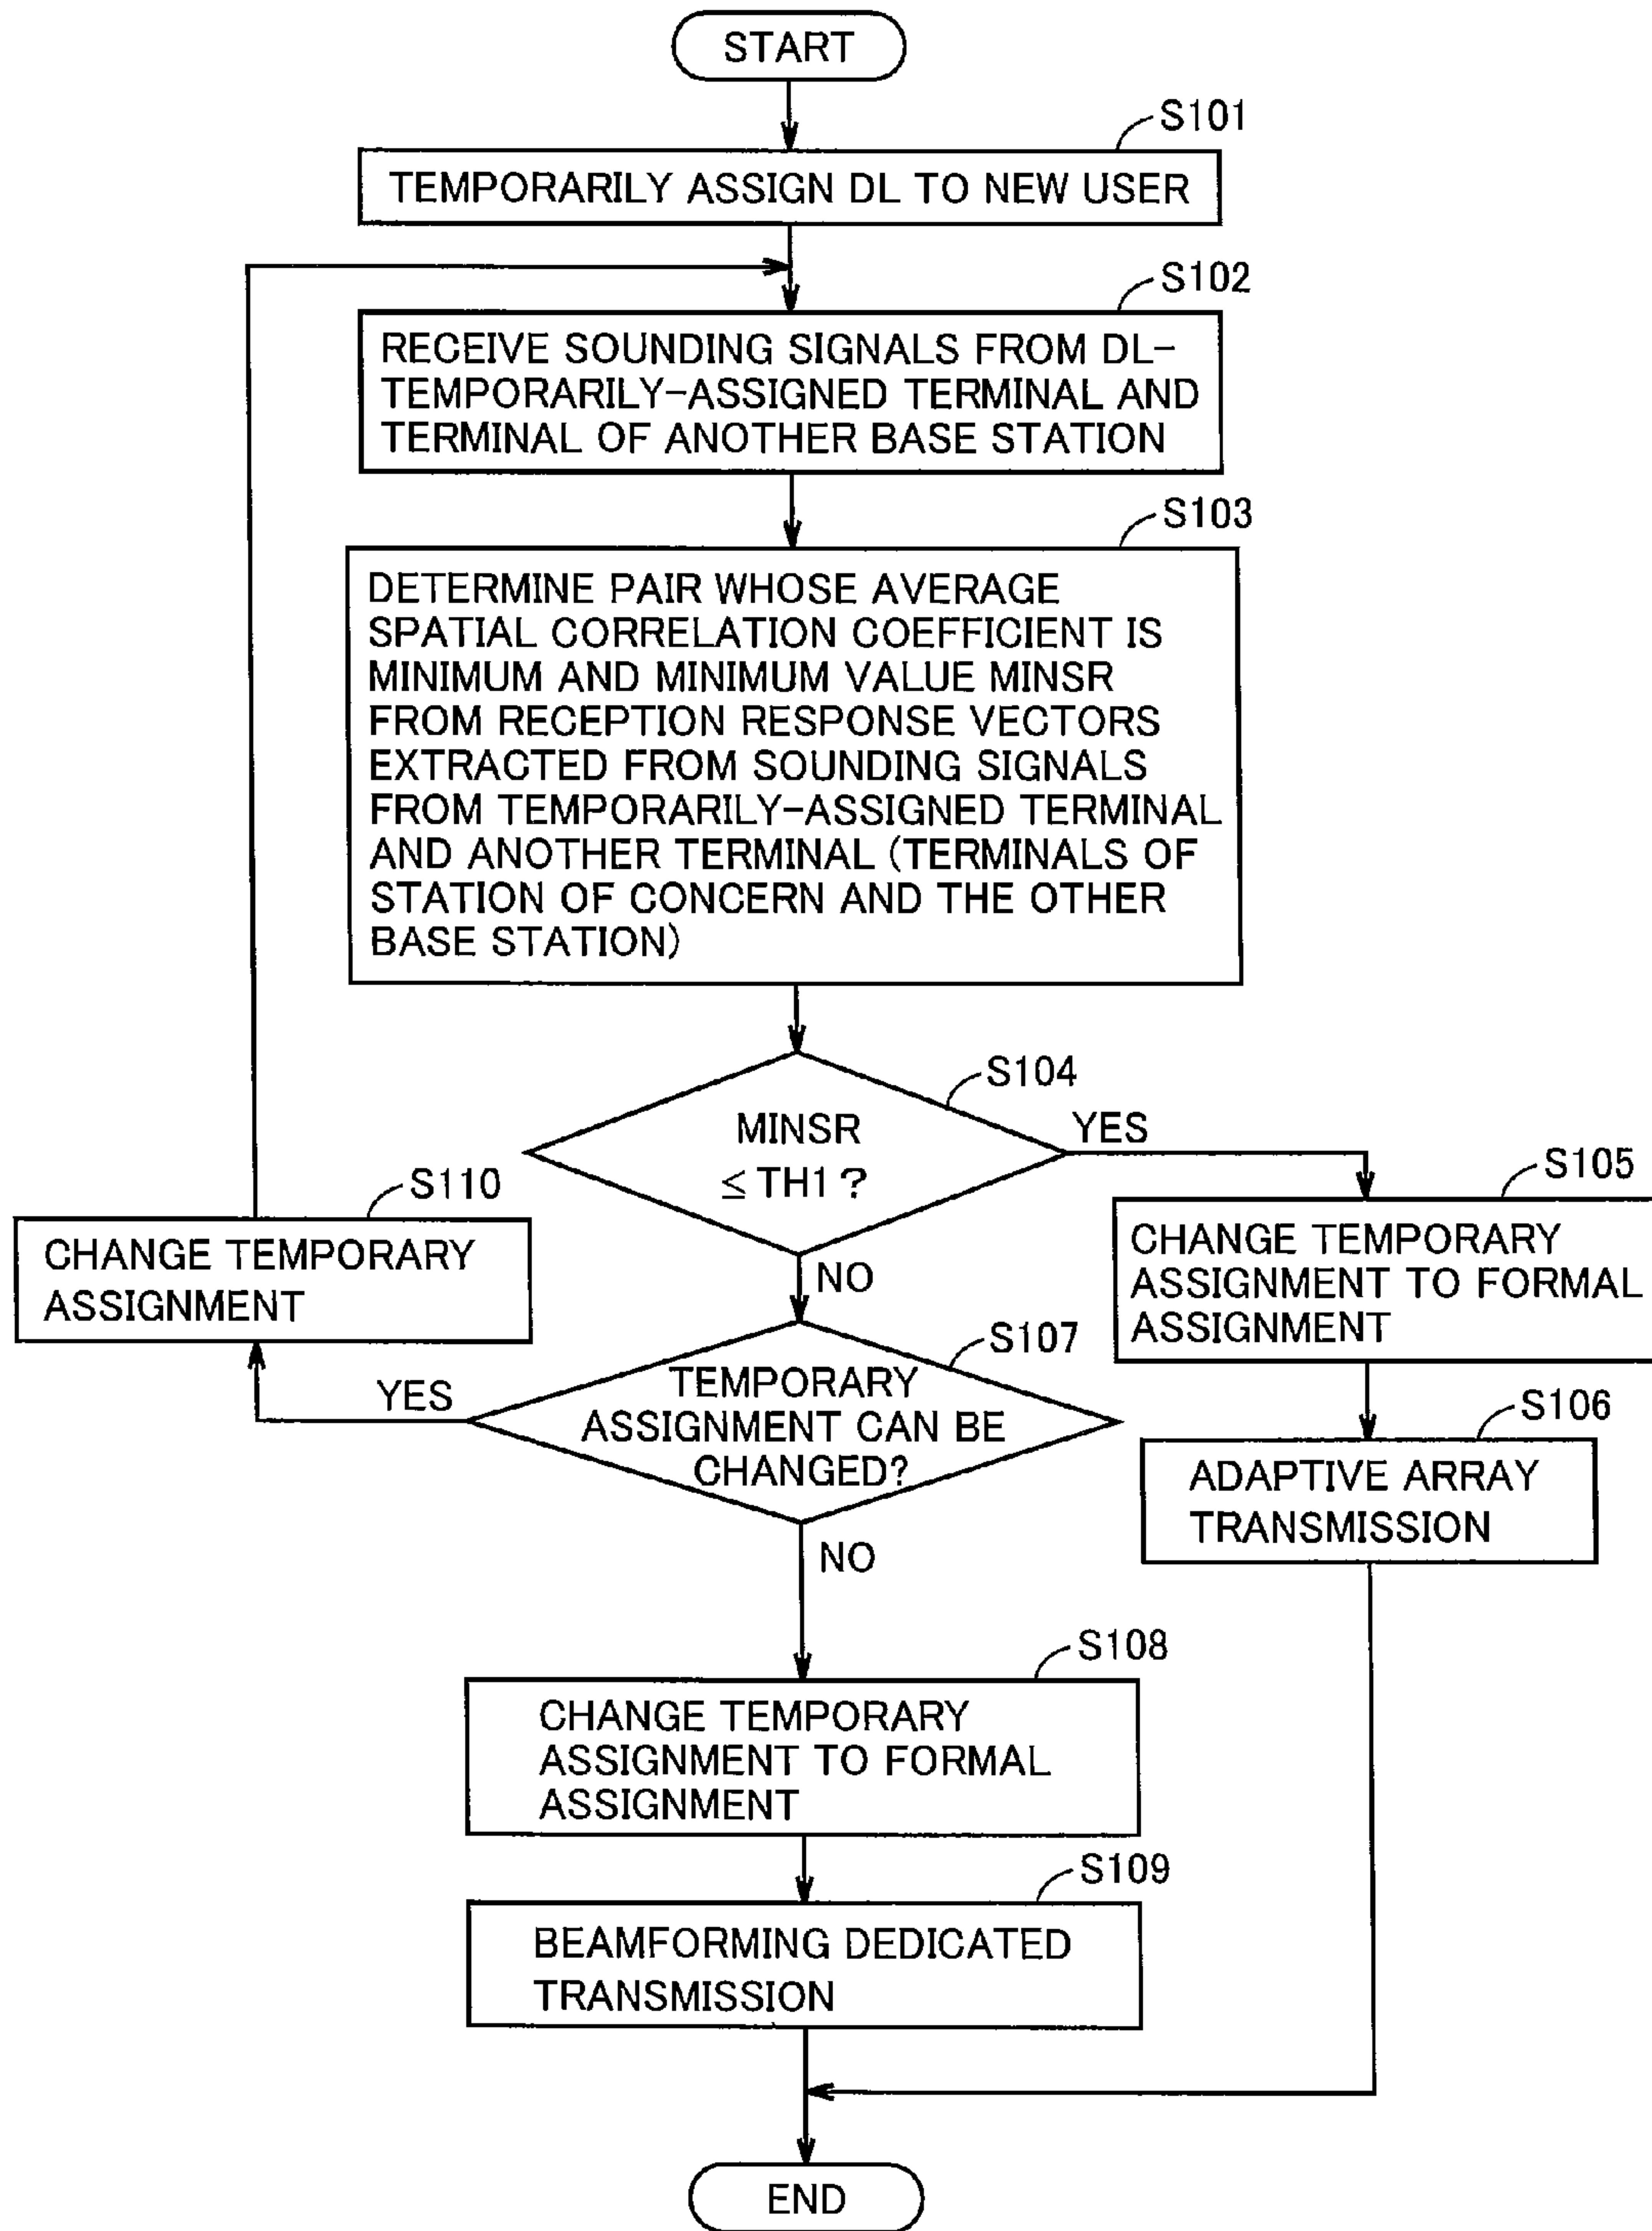 START
S101
TEMPORARILY ASSIGN DL TO NEW USER
S102
RECEIVE SOUNDING SIGNALS FROM DL-
TEMPORARILY-ASSIGNED TERMINAL AND
TERMINAL OF ANOTHER BASE STATION
S103
DETERMINE PAIR WHOSE AVERAGE
SPATIAL CORRELATION COEFFICIENT IS
MINIMUM AND MINIMUM VALUE MINSR
FROM RECEPTION RESPONSE VECTORS
EXTRACTED FROM SOUNDING SIGNALS
FROM TEMPORARILY-ASSIGNED TERMINAL
AND ANOTHER TERMINAL (TERMINALS OF
STATION OF CONCERN AND THE OTHER
BASE STATION)
S104
MINSR
≤ TH1 ?
YES
NO
S105
CHANGE TEMPORARY
ASSIGNMENT TO FORMAL
ASSIGNMENT
S106
ADAPTIVE ARRAY
TRANSMISSION
S107
TEMPORARY
ASSIGNMENT CAN BE
CHANGED?
YES
NO
S110
CHANGE TEMPORARY
ASSIGNMENT
S108
CHANGE TEMPORARY
ASSIGNMENT TO FORMAL
ASSIGNMENT
S109
BEAMFORMING DEDICATED
TRANSMISSION
END